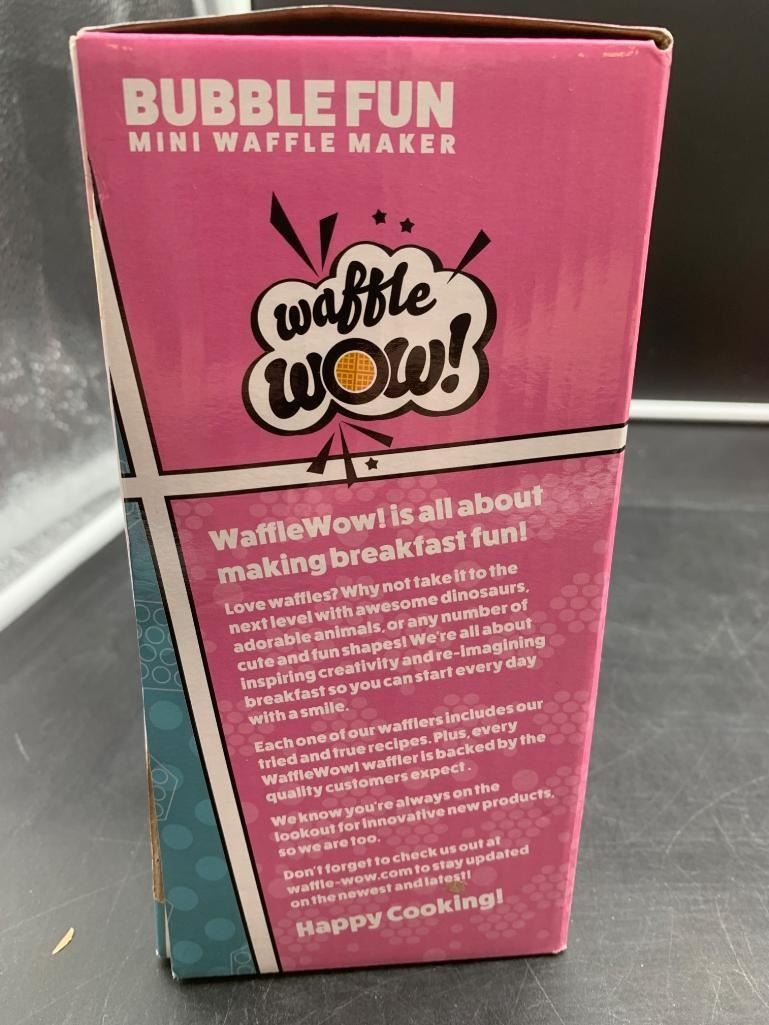 BUBBLE FUN
MINI WAFFLE MAKER
waffle
wow!
WaffleWow! is all about
making breakfast fun!
Love waffles? Why not take it to the
next level with awesome dinosaurs,
adorable animals, or any number of
cute and fun shapes! We're all about
inspiring creativity and re-imagining
breakfast so you can start every day
with a smile.
Each one of our wafflers includes our
tried and true recipes. Plus, every
WaffleWow! waffler is backed by the
quality customers expect.
We know you're always on the
lookout for innovative new products,
so we are too.
Don't forget to check us out at
waffle-wow.com to stay updated
on the newest and latest!
Happy Cooking!